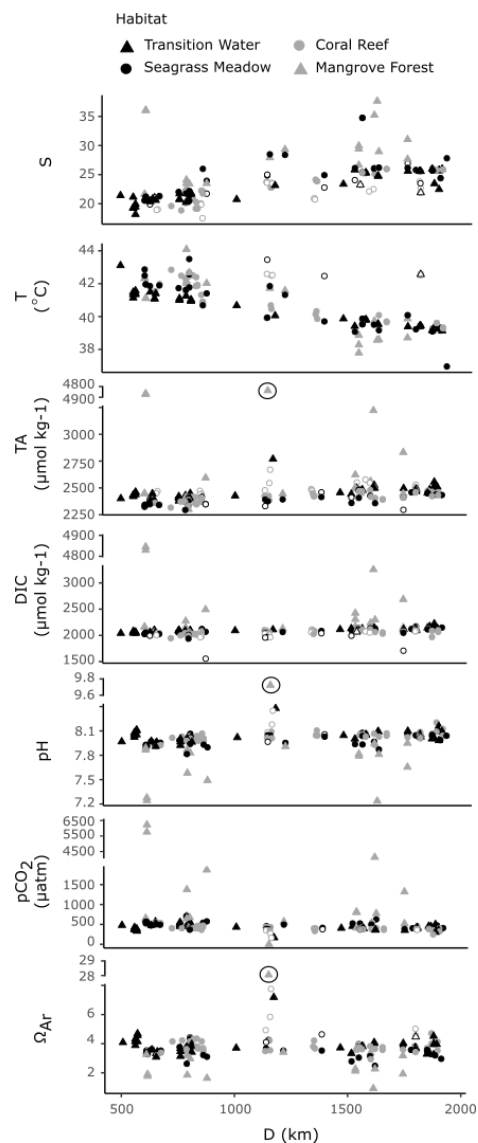 Habitat
Transition Water Coral Reef
Seagrass Meadow Mangrove Forest
35
30
25
20
S
44
42
40
38
T
(°C)
4800
4900
3000
2750
2500
2250
TA
(µmol kg-1)
4900
4800
3000
2500
2000
1500
DIC
(µmol kg-1)
9.8
9.6
8.1
7.8
7.5
7.2
pH
6500
5500
4500
1500
500
0
pCO2
(µatm)
29
28
6
4
2
ΩAr
500 1000 1500 2000
D (km)